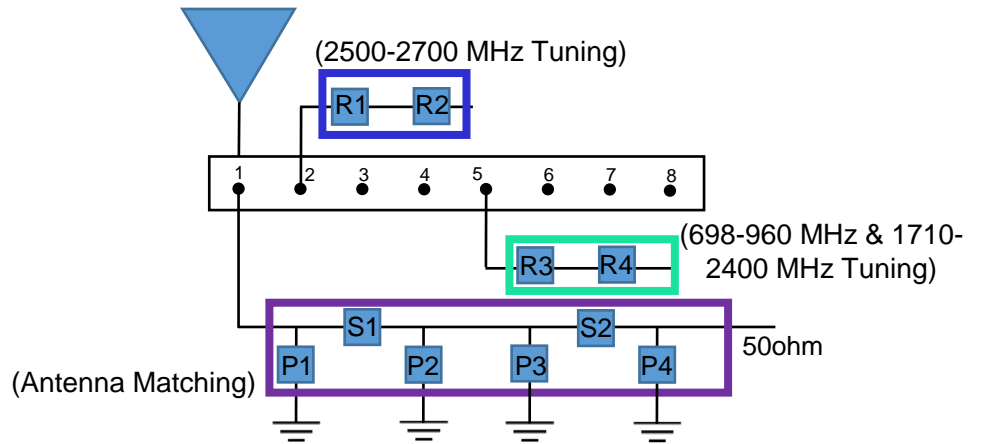 (2500-2700 MHz Tuning)
R1 R2
1 2 3 4 5 6 7 8
(698-960 MHz & 1710-
2400 MHz Tuning)
R3 R4
S1 S2
50ohm
P1 P2 P3 P4
(Antenna Matching)